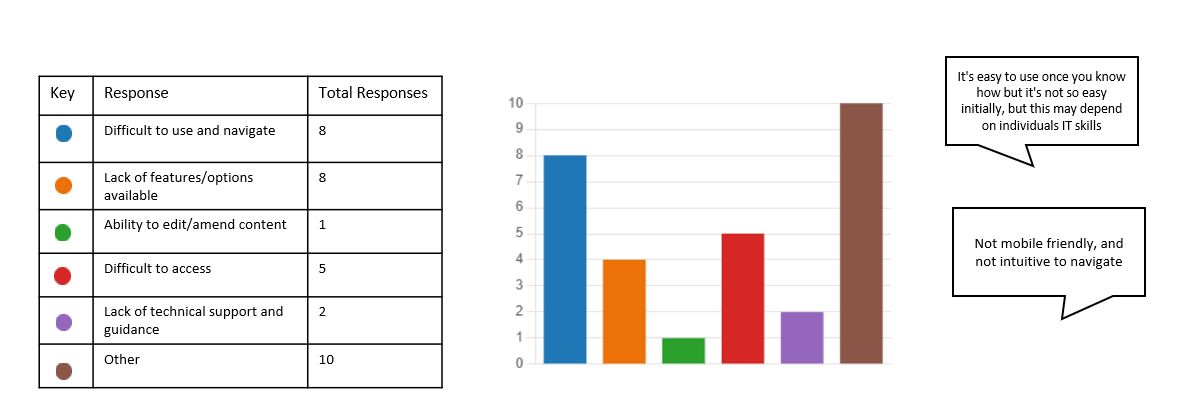 Key Response Total Responses
Difficult to use and navigate 8
Lack of features/options 8
available
Ability to edit/amend content 1
Difficult to access 5
Lack of technical support and 2
guidance
Other 10
10
9
8
7
6
5
4
3
2
1
0
It's easy to use once you know
how but it's not so easy
initially, but this may depend
on individuals IT skills
Not mobile friendly, and
not intuitive to navigate